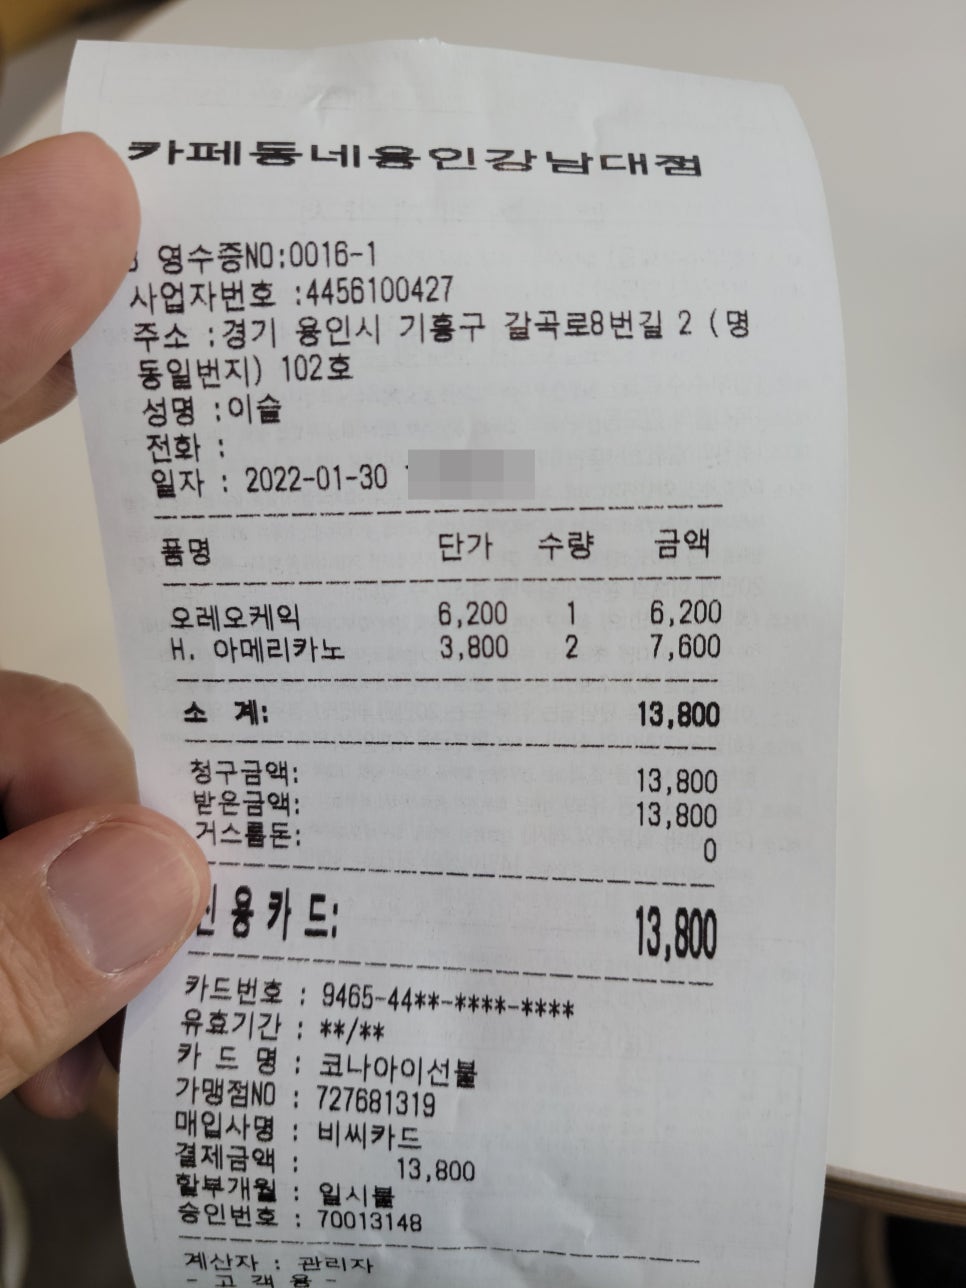 카페동네용인강남대점
영수증NO:0016-1
사업자번호 :4456100427
주소 :경기 용인시 기흥구 갈곡로8번길 2 (명
동일번지) 102호
성명 :이슬
전화 :
일자 : 2022-01-30
품명 단가 수량 금액
오레오케익 6,200 1 6,200
H. 아메리카노 3,800 2 7,600
소 계: 13,800
청구금액: 13,800
받은금액: 13,800
거스름돈: 0
신용카드: 13,800
카드번호 : 9465-44**-****-****
유효기간 : **/**
카 드 명 : 코나아이선불
가맹점NO : 727681319
매입사명 : 비씨카드
결제금액 : 13,800
할부개월 : 일시불
승인번호 : 70013148
계산자 : 관리자
- 고 객 용 -